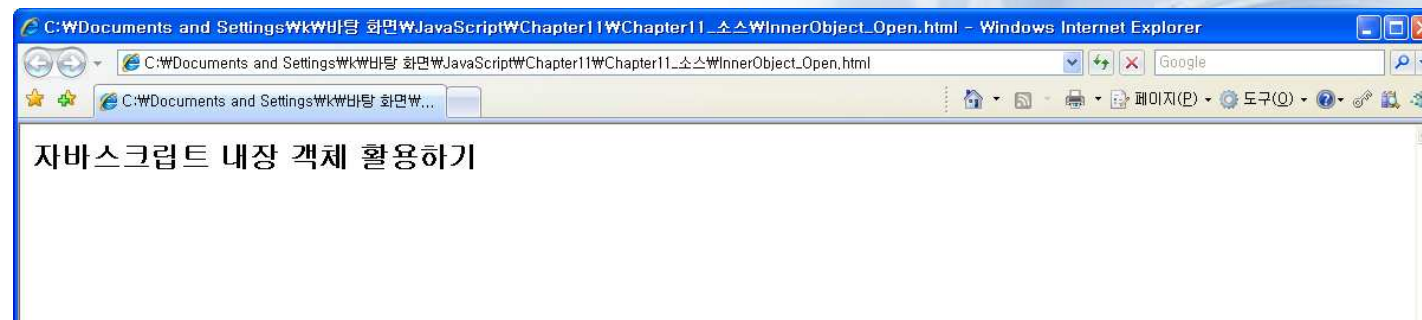 C:₩Documents and Settings₩k₩바탕 화면₩JavaScript₩Chapter11₩Chapter11_소스₩InnerObject_Open.html - Windows Internet Explorer
C:₩Documents and Settings₩k₩바탕 화면₩JavaScript₩Chapter11₩Chapter11_소스₩InnerObject_Open.html
Google
C:₩Documents and Settings₩k₩바탕 화면₩...
페이지(P) 도구(O)
자바스크립트 내장 객체 활용하기